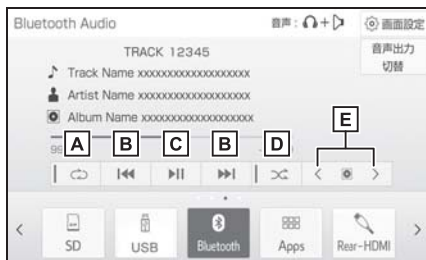 Bluetooth Audio 音声: + 画面設定
TRACK 12345
音声出力
切替
Track Name xxxxxxxxxxxxxxxxxxxx
Artist Name xxxxxxxxxxxxxxxxxxxx
Album Name xxxxxxxxxxxxxxxxxxxx
A B C B D E
SD USB Bluetooth Apps Rear-HDMI